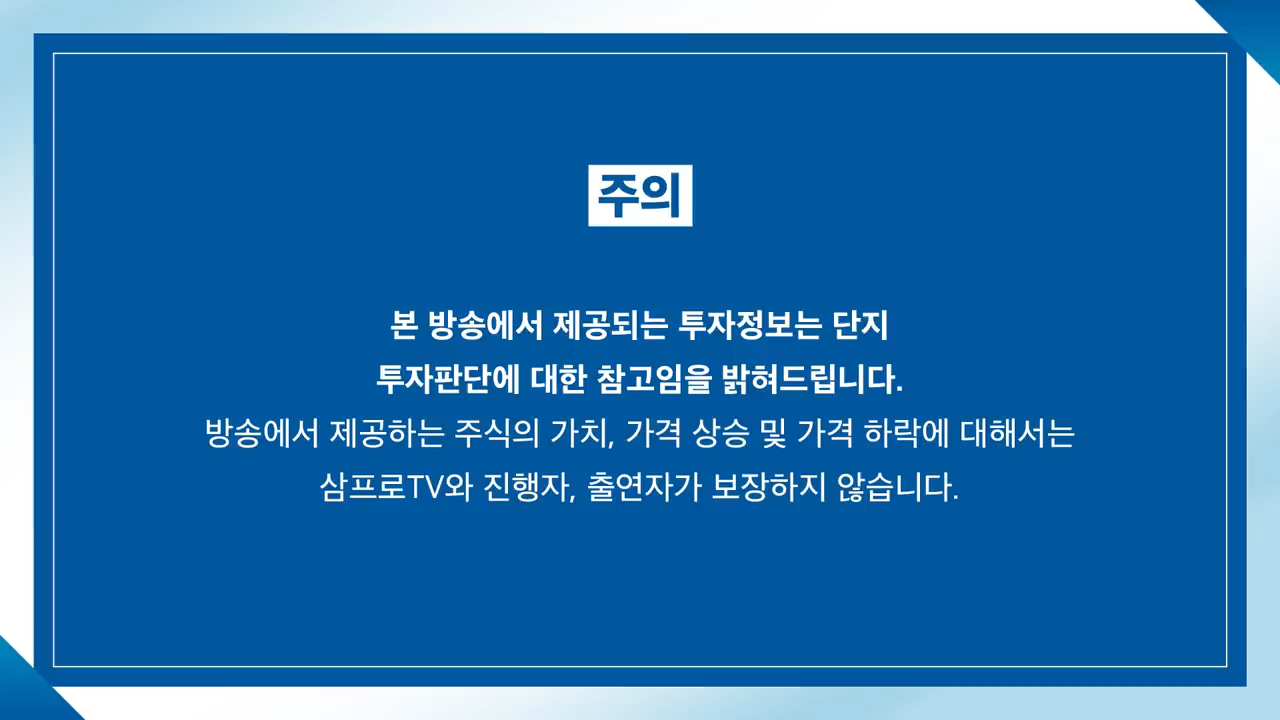 주의
본 방송에서 제공되는 투자정보는 단지
투자판단에 대한 참고임을 밝혀드립니다.
방송에서 제공하는 주식의 가치, 가격 상승 및 가격 하락에 대해서는
삼프로TV와 진행자, 출연자가 보장하지 않습니다.